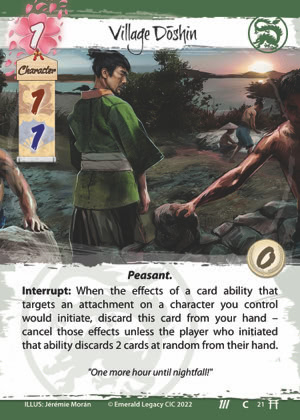 Village Dōshin
1
Character
1
1
0
Peasant.
Interrupt: When the effects of a card ability that
targets an attachment on a character you control
would initiate, discard this card from your hand –
cancel those effects unless the player who initiated
that ability discards 2 cards at random from their hand.
"One more hour until nightfall!"
ILLUS: Jérémie Morán © Emerald Legacy CIC 2022 C 21